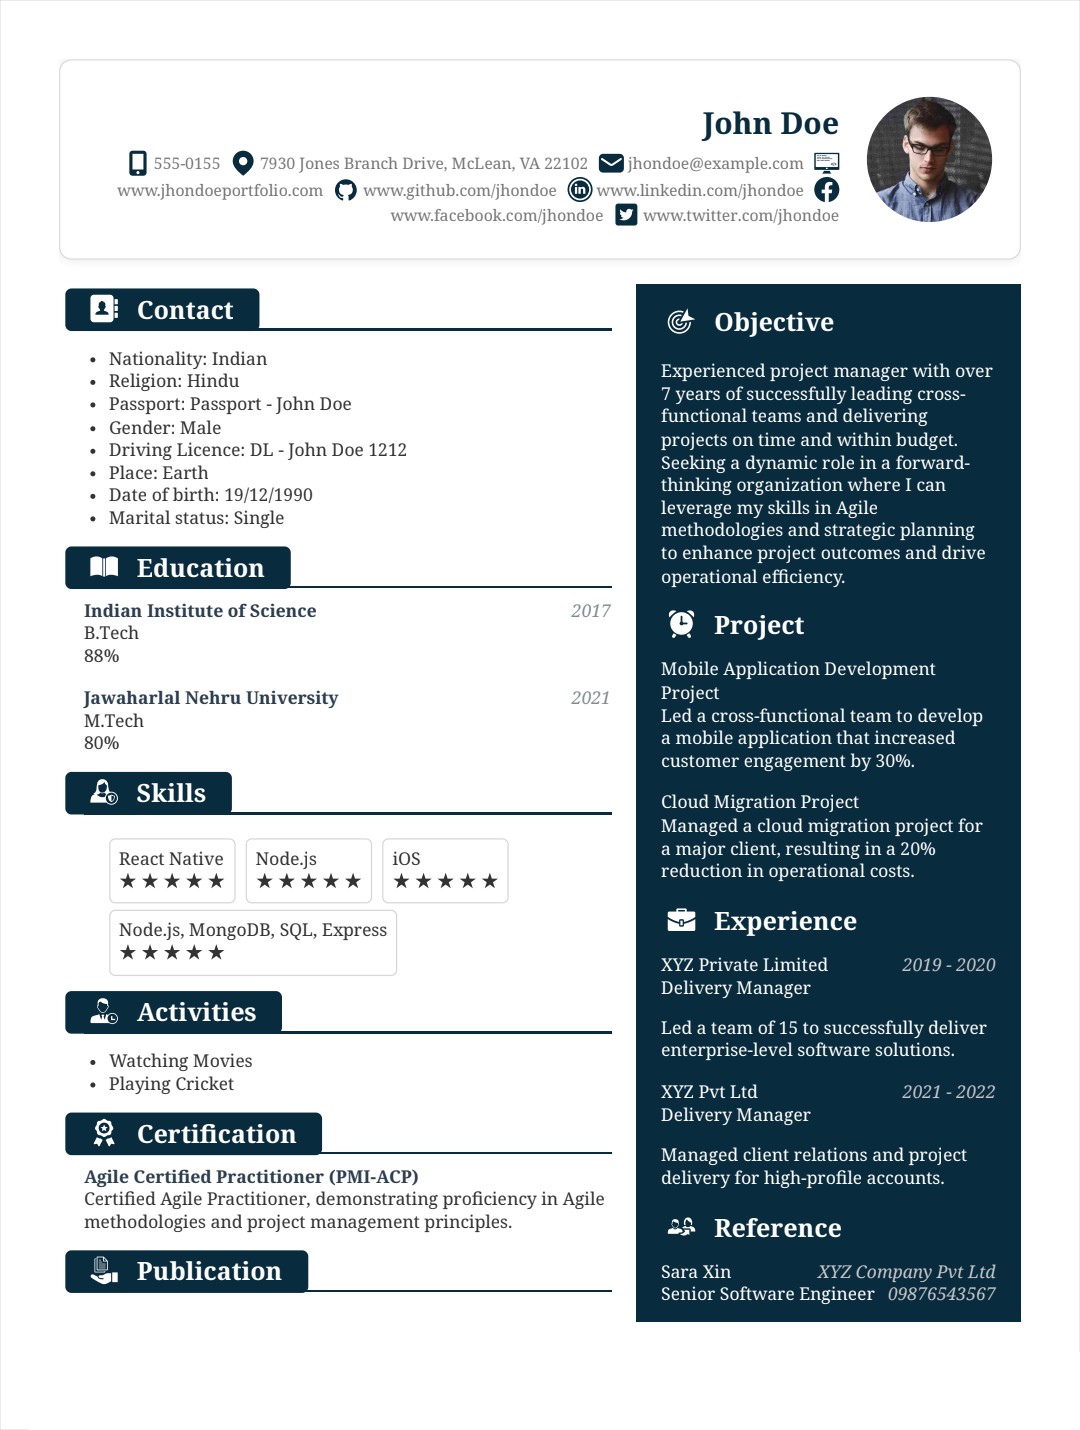 John Doe
555-0155 7930 Jones Branch Drive, McLean, VA 22102 jhondoe@example.com
www.jhondoeportfolio.com www.github.com/jhondoe www.linkedin.com/jhondoe
www.facebook.com/jhondoe www.twitter.com/jhondoe
Contact
• Nationality: Indian
• Religion: Hindu
• Passport: Passport - John Doe
• Gender: Male
• Driving Licence: DL - John Doe 1212
• Place: Earth
• Date of birth: 19/12/1990
• Marital status: Single
Education
Indian Institute of Science 2017
B.Tech
88%
Jawaharlal Nehru University 2021
M.Tech
80%
Skills
React Native Node.js iOS
★★★★★ ★★★★★ ★★★★★
Node.js, MongoDB, SQL, Express
★★★★★
Activities
• Watching Movies
• Playing Cricket
Certification
Agile Certified Practitioner (PMI-ACP)
Certified Agile Practitioner, demonstrating proficiency in Agile
methodologies and project management principles.
Publication
Objective
Experienced project manager with over
7 years of successfully leading cross-
functional teams and delivering
projects on time and within budget.
Seeking a dynamic role in a forward-
thinking organization where I can
leverage my skills in Agile
methodologies and strategic planning
to enhance project outcomes and drive
operational efficiency.
Project
Mobile Application Development
Project
Led a cross-functional team to develop
a mobile application that increased
customer engagement by 30%.
Cloud Migration Project
Managed a cloud migration project for
a major client, resulting in a 20%
reduction in operational costs.
Experience
XYZ Private Limited 2019 - 2020
Delivery Manager
Led a team of 15 to successfully deliver
enterprise-level software solutions.
XYZ Pvt Ltd 2021 - 2022
Delivery Manager
Managed client relations and project
delivery for high-profile accounts.
Reference
Sara Xin XYZ Company Pvt Ltd
Senior Software Engineer 09876543567